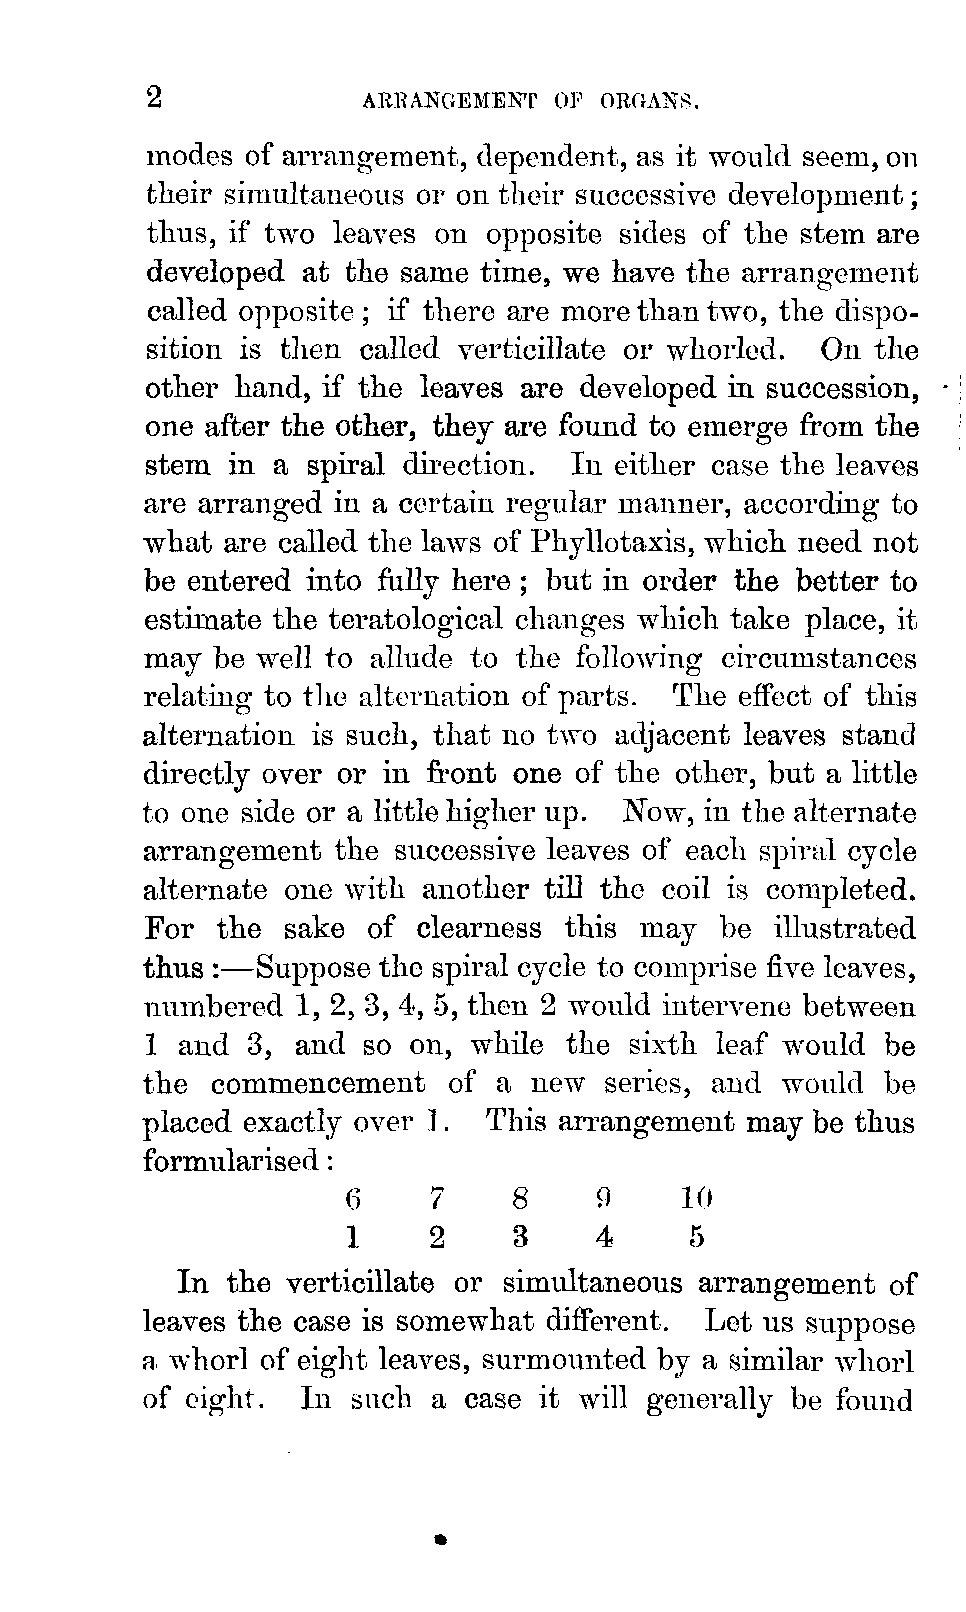 2 ARRANGEMENT OF ORGANS.
modes of arrangement, dependent, as it would seem, on
their simultaneous or on their successive development;
thus, if two leaves on opposite sides of the stem are
developed at the same time, we have the arrangement
called opposite; if there are more than two, the dispo-
sition is then called verticillate or whorled. On the
other hand, if the leaves are developed in succession,
one after the other, they are found to emerge from the
stem in a spiral direction. In either case the leaves
are arranged in a certain regular manner, according to
what are called the laws of Phyllotaxis, which need not
be entered into fully here; but in order the better to
estimate the teratological changes which take place, it
may be well to allude to the following circumstances
relating to the alternation of parts. The effect of this
alternation is such, that no two adjacent leaves stand
directly over or in front one of the other, but a little
to one side or a little higher up. Now, in the alternate
arrangement the successive leaves of each spiral cycle
alternate one with another till the coil is completed.
For the sake of clearness this may be illustrated
thus:—Suppose the spiral cycle to comprise five leaves,
numbered 1, 2, 3, 4, 5, then 2 would intervene between
1 and 3, and so on, while the sixth leaf would be
the commencement of a new series, and would be
placed exactly over 1. This arrangement may be thus
formularised:
6 7 8 9 10
1 2 3 4 5
In the verticillate or simultaneous arrangement of
leaves the case is somewhat different. Let us suppose
a whorl of eight leaves, surmounted by a similar whorl
of eight. In such a case it will generally be found